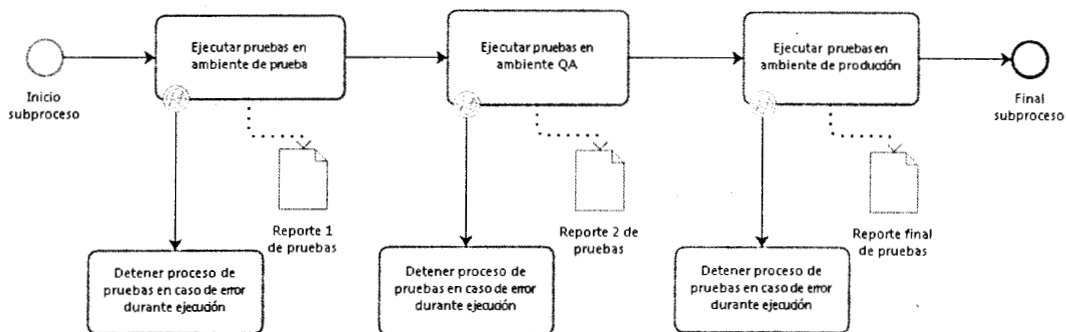 Ejecutar pruebas en
ambiente de prueba
Ejecutar pruebas en
ambiente QA
Ejecutar pruebas en
ambiente de producción
Inicio
subproceso
Final
subproceso
Reporte 1
de pruebas
Reporte 2 de
pruebas
Reporte final
de pruebas
Detener proceso de
pruebas en caso de error
durante ejecución
Detener proceso de
pruebas en caso de error
durante ejecución
Detener proceso de
pruebas en caso de error
durante ejecución